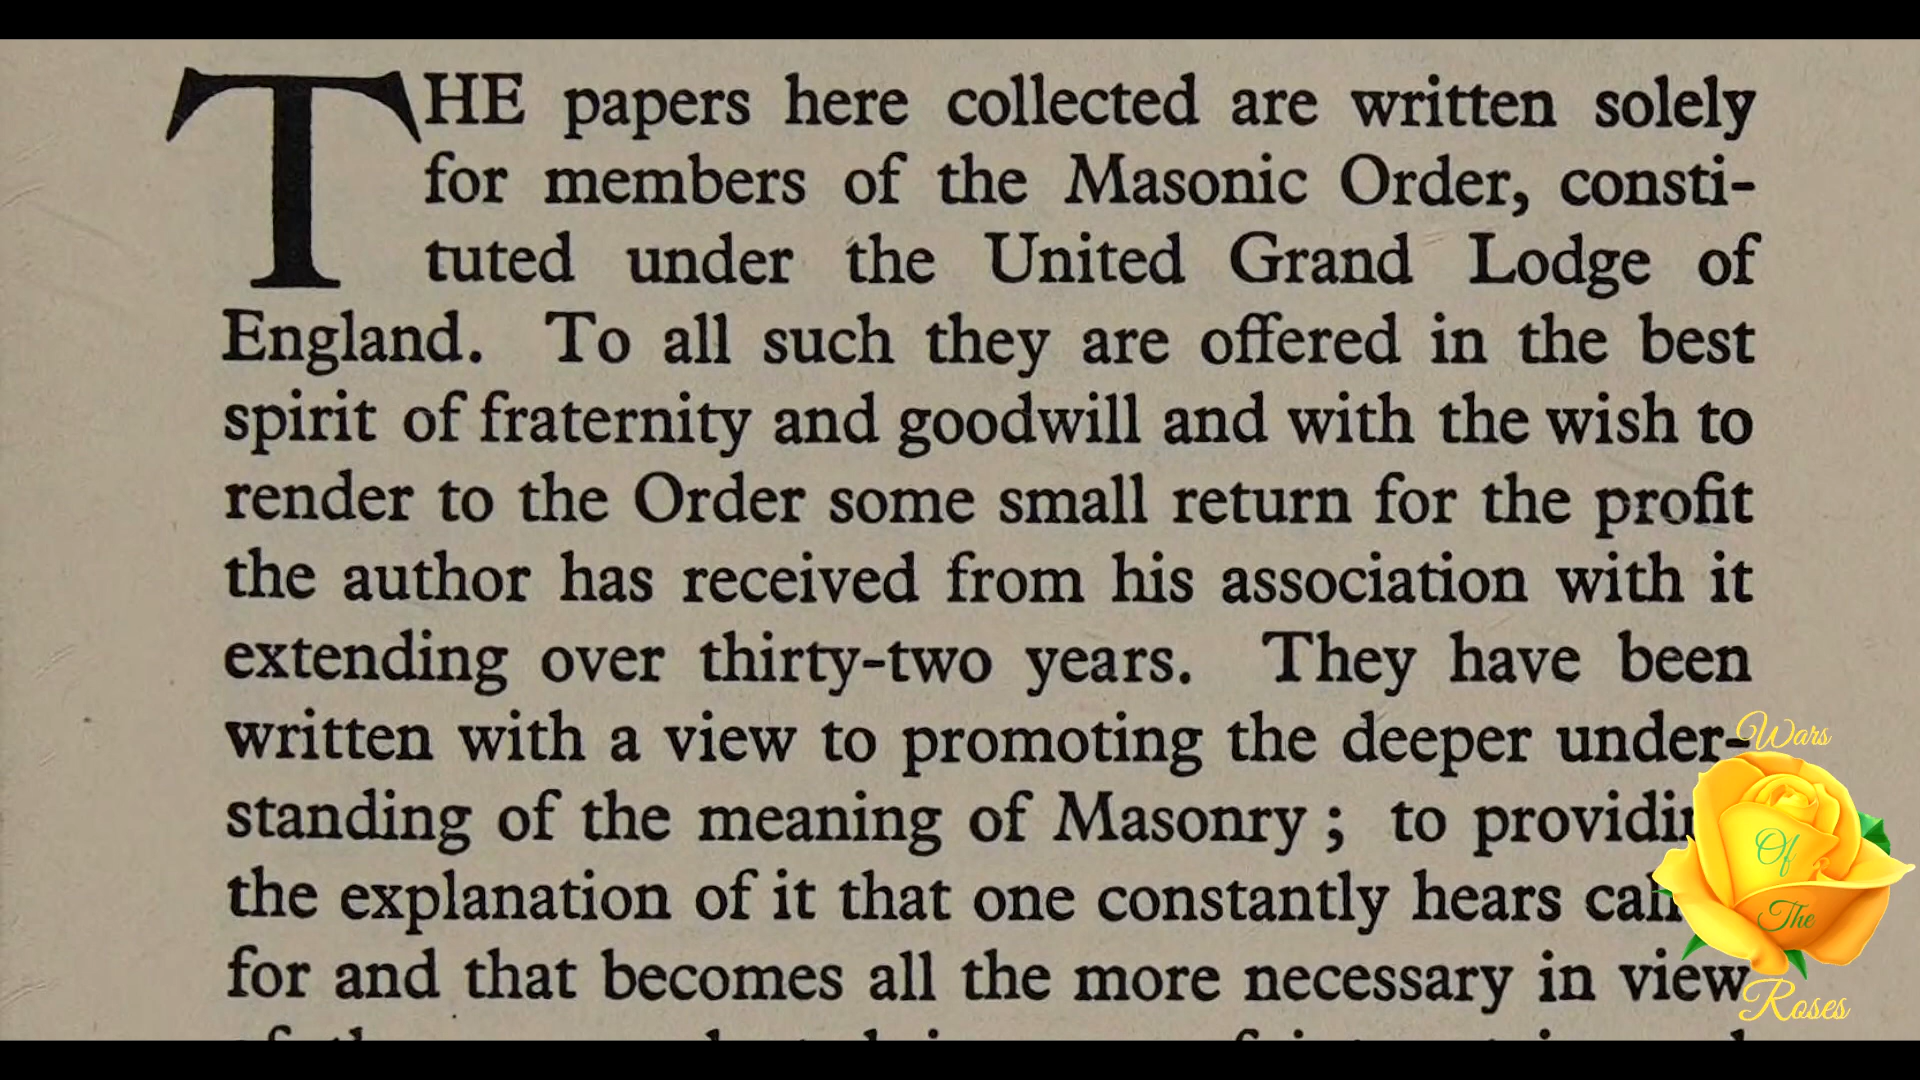 THE papers here collected are written solely
for members of the Masonic Order, consti-
tuted under the United Grand Lodge of
England. To all such they are offered in the best
spirit of fraternity and goodwill and with the wish to
render to the Order some small return for the profit
the author has received from his association with it
extending over thirty-two years. They have been
written with a view to promoting the deeper under-
standing of the meaning of Masonry ; to
the explanation of it that one constantly hears
for and that becomes all the more necessary in view
Wars
Of
The
Roses